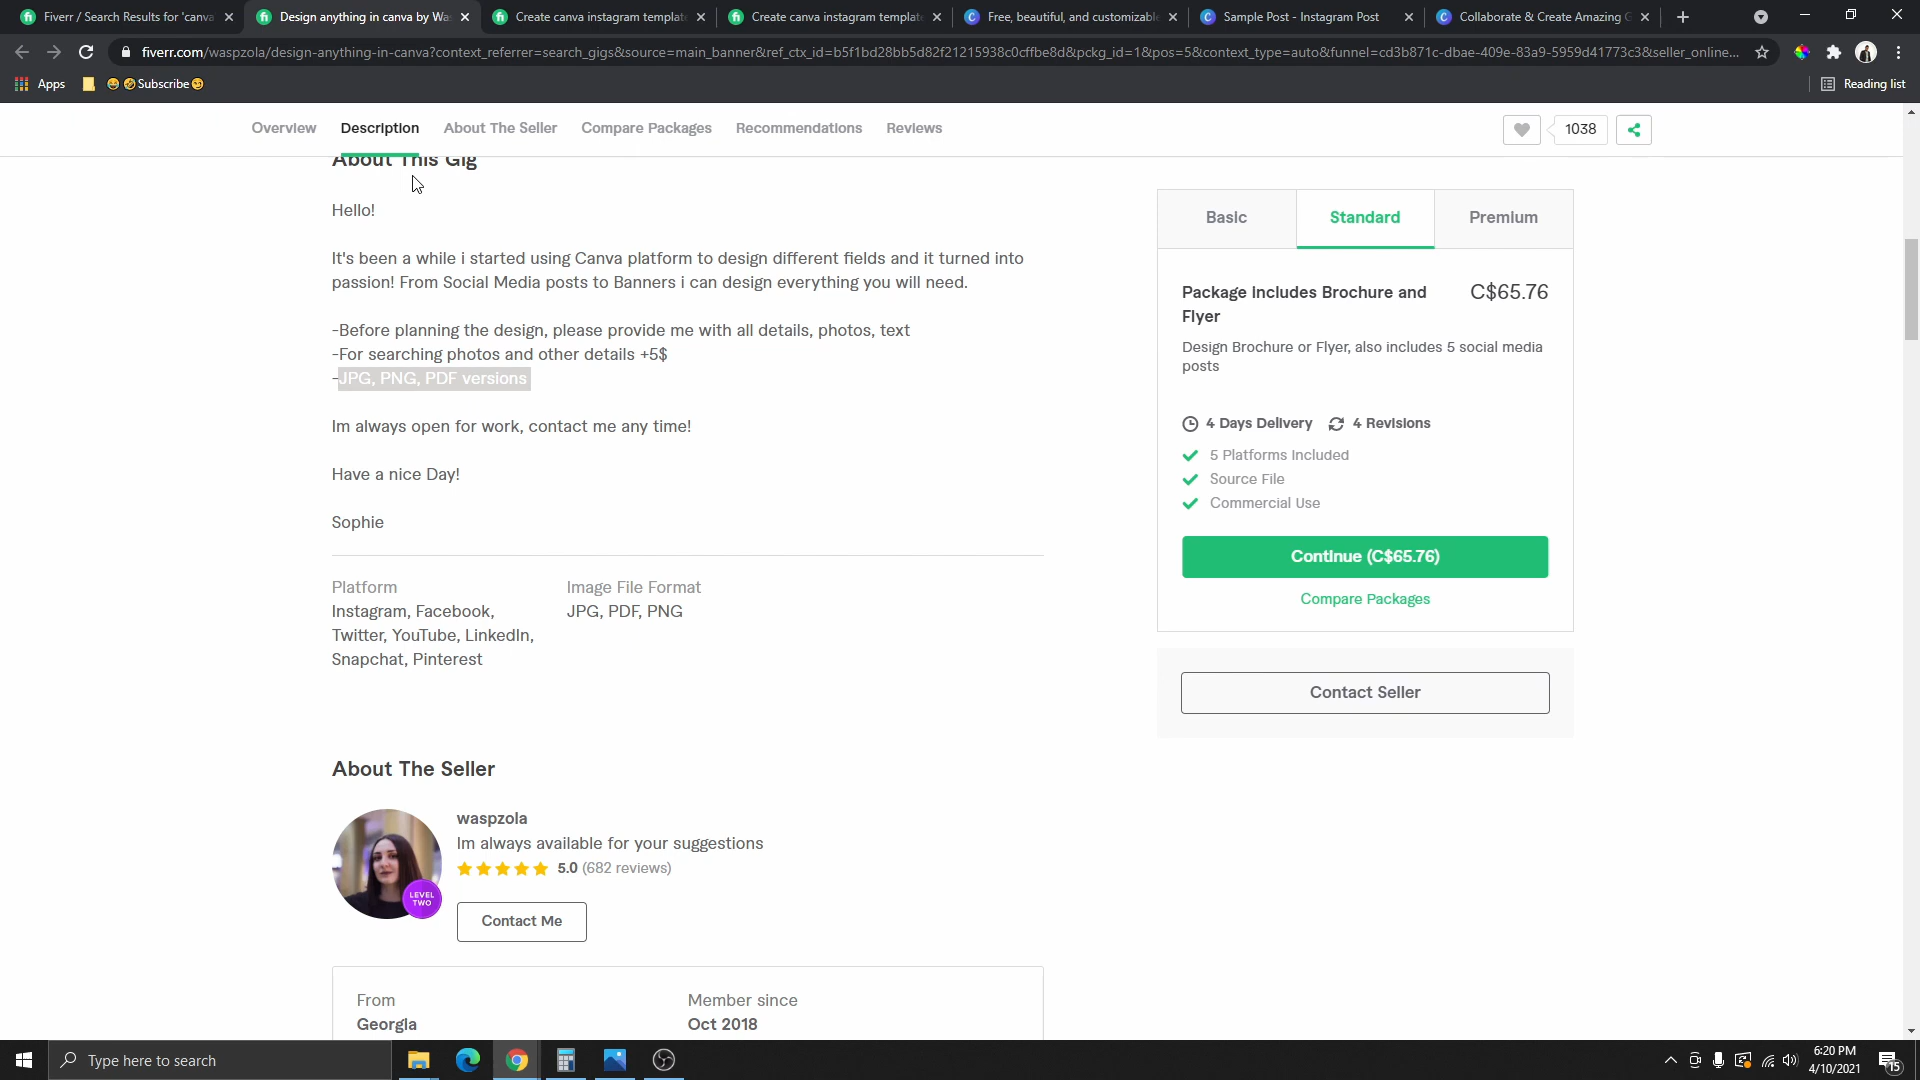 Fiverr / Search Results for 'canva
Design anything in canva by Wa
Create canva instagram templat
Create canva instagram templat
Free, beautiful, and customizabl
Sample Post - Instagram Post
Collaborate & Create Amazing G
fiverr.com/waspzola/design-anything-in-canva?context_referrer=search_gigs&source=main_banner&ref_ctx_id=b5f1bd28bb5d82f21215938c0cffbe8d&pckg_id=1&pos=5&context_type=auto&funnel=cd3b871c-dbae-409e-83a9-5959d41773c3&seller_online...
Apps
😄🤣Subscribe😏
Reading list
Overview
Description
About The Seller
Compare Packages
Recommendations
Reviews
1038
About This Gig
Hello!
It's been a while i started using Canva platform to design different fields and it turned into
passion! From Social Media posts to Banners i can design everything you will need.
-Before planning the design, please provide me with all details, photos, text
-For searching photos and other details +5$
-JPG, PNG, PDF versions
Im always open for work, contact me any time!
Have a nice Day!
Sophie
Platform
Instagram, Facebook,
Twitter, YouTube, LinkedIn,
Snapchat, Pinterest
Image File Format
JPG, PDF, PNG
Basic
Standard
Premium
Package includes Brochure and
Flyer
C$65.76
Design Brochure or Flyer, also includes 5 social media
posts
4 Days Delivery
4 Revisions
5 Platforms Included
Source File
Commercial Use
Continue (C$65.76)
Compare Packages
Contact Seller
About The Seller
waspzola
Im always available for your suggestions
5.0 (682 reviews)
LEVEL
TWO
Contact Me
From
Georgia
Member since
Oct 2018
Type here to search
6:20 PM
4/10/2021
15